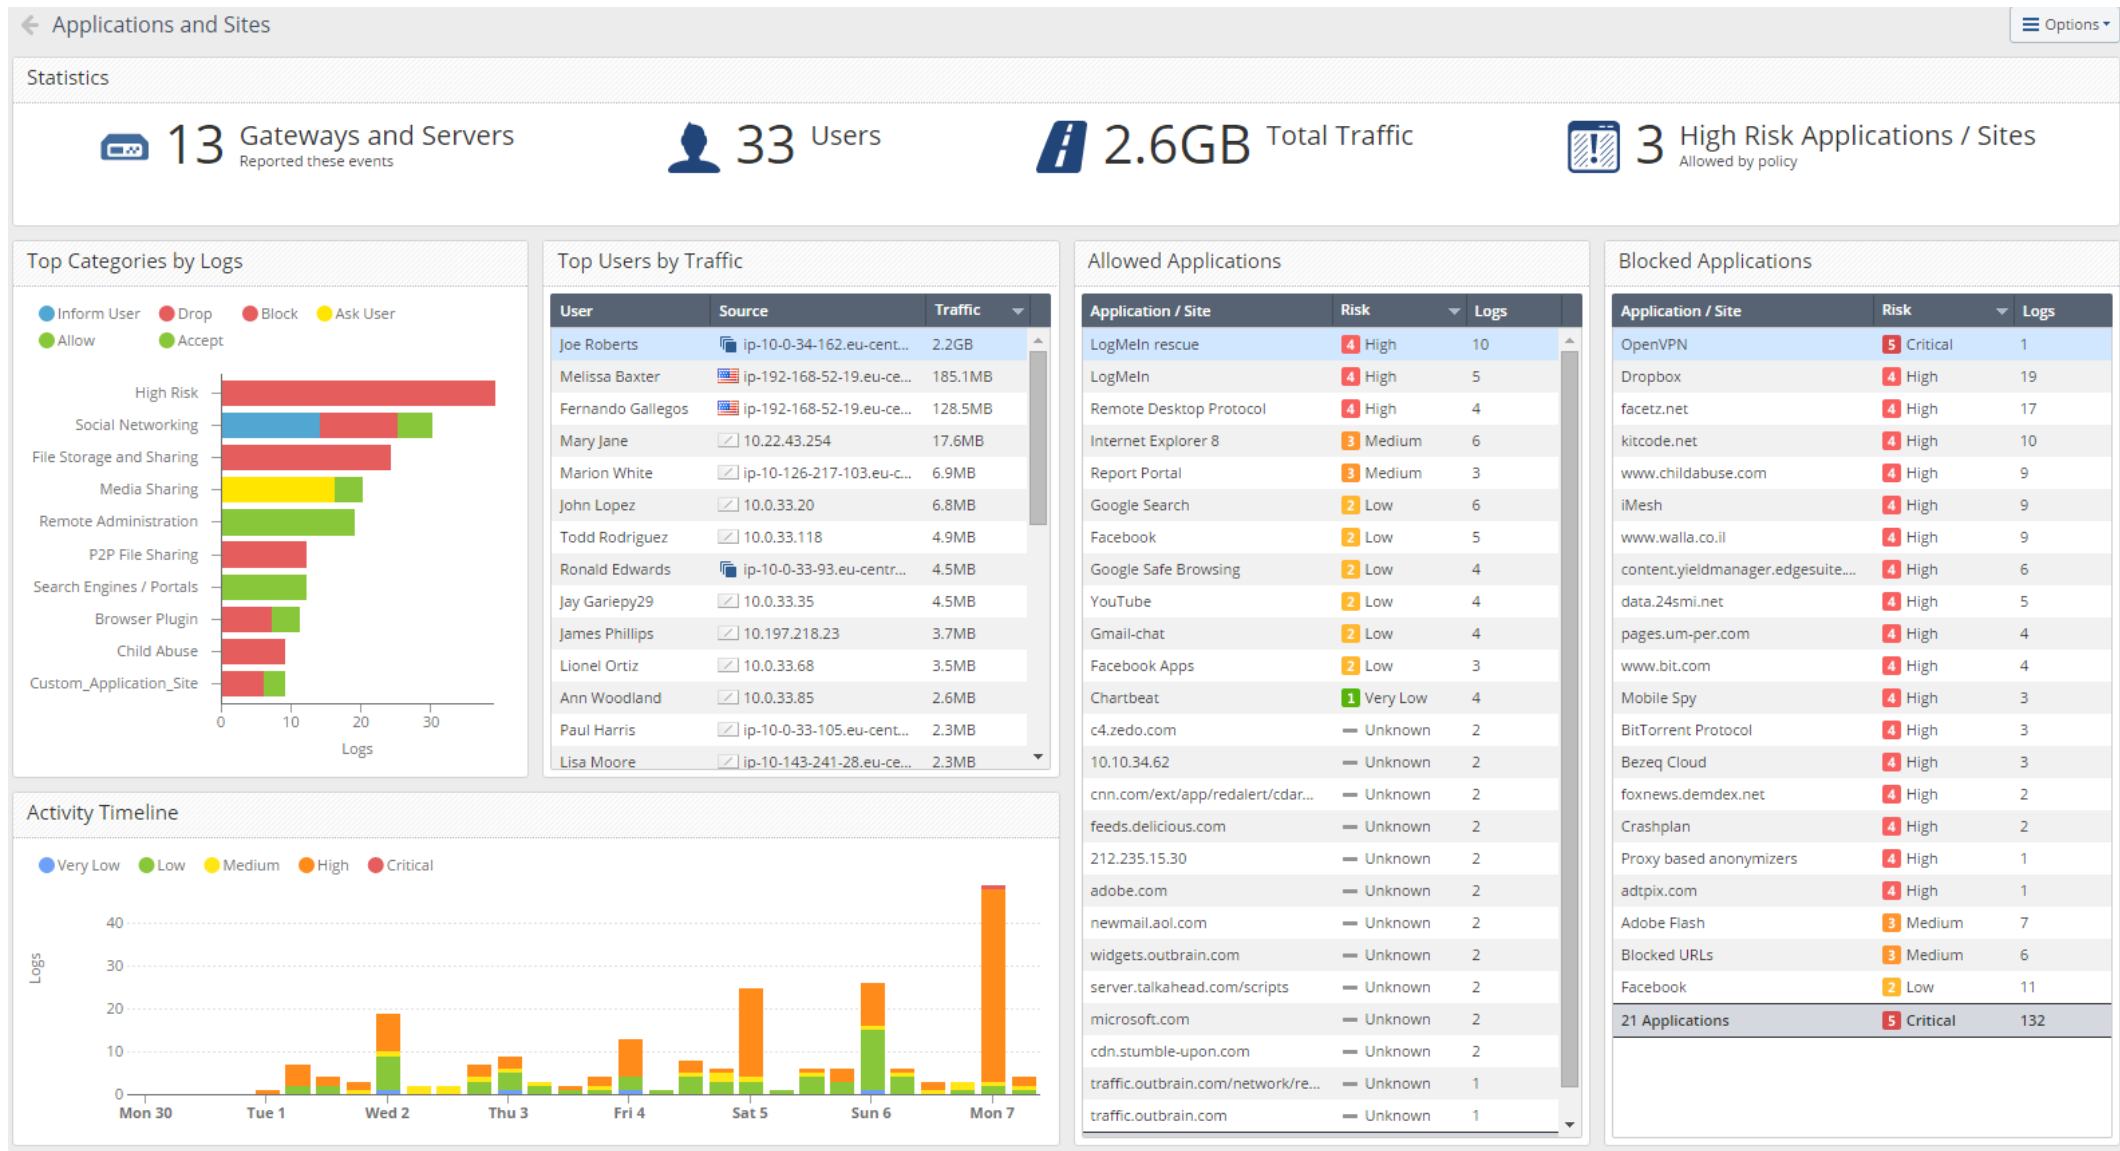 Applications and Sites
Options
Statistics
13 Gateways and Servers
Reported these events
33 Users
2.6GB Total Traffic
3 High Risk Applications / Sites
Allowed by policy
Top Categories by Logs
Inform User Drop Block Ask User
Allow Accept
High Risk
Social Networking
File Storage and Sharing
Media Sharing
Remote Administration
P2P File Sharing
Search Engines / Portals
Browser Plugin
Child Abuse
Custom_Application_Site
0 10 20 30
Logs
Top Users by Traffic
User Source Traffic
Joe Roberts ip-10-0-34-162.eu-cent... 2.2GB
Melissa Baxter ip-192-168-52-19.eu-ce... 185.1MB
Fernando Gallegos ip-192-168-52-19.eu-ce... 128.5MB
Mary Jane 10.22.43.254 17.6MB
Marion White ip-10-126-217-103.eu-c... 6.9MB
John Lopez 10.0.33.20 6.8MB
Todd Rodriguez 10.0.33.118 4.9MB
Ronald Edwards ip-10-0-33-93.eu-centr... 4.5MB
Jay Gariepy29 10.0.33.35 4.5MB
James Phillips 10.197.218.23 3.7MB
Lionel Ortiz 10.0.33.68 3.5MB
Ann Woodland 10.0.33.85 2.6MB
Paul Harris ip-10-0-33-105.eu-cent... 2.3MB
Lisa Moore ip-10-143-241-28.eu-ce... 2.3MB
Activity Timeline
Very Low Low Medium High Critical
Logs
40
30
20
10
0
Mon 30 Tue 1 Wed 2 Thu 3 Fri 4 Sat 5 Sun 6 Mon 7
Allowed Applications
Application / Site Risk Logs
LogMeIn rescue 4 High 10
LogMeIn 4 High 5
Remote Desktop Protocol 4 High 4
Internet Explorer 8 3 Medium 6
Report Portal 3 Medium 3
Google Search 2 Low 6
Facebook 2 Low 5
Google Safe Browsing 2 Low 4
YouTube 2 Low 4
Gmail-chat 2 Low 4
Facebook Apps 2 Low 3
Chartbeat 1 Very Low 4
c4.zedo.com Unknown 2
10.10.34.62 Unknown 2
cnn.com/ext/app/redalert/cdar... Unknown 2
feeds.delicious.com Unknown 2
212.235.15.30 Unknown 2
adobe.com Unknown 2
newmail.aol.com Unknown 2
widgets.outbrain.com Unknown 2
server.talkahead.com/scripts Unknown 2
microsoft.com Unknown 2
cdn.stumble-upon.com Unknown 2
traffic.outbrain.com/network/re... Unknown 1
traffic.outbrain.com Unknown 1
Blocked Applications
Application / Site Risk Logs
OpenVPN 5 Critical 1
Dropbox 4 High 19
facetz.net 4 High 17
kitcode.net 4 High 10
www.childabuse.com 4 High 9
iMesh 4 High 9
www.walla.co.il 4 High 9
content.yieldmanager.edgesuite.... 4 High 6
data.24smi.net 4 High 5
pages.um-per.com 4 High 4
www.bit.com 4 High 4
Mobile Spy 4 High 3
BitTorrent Protocol 4 High 3
Bezeq Cloud 4 High 3
foxnews.demdex.net 4 High 2
Crashplan 4 High 2
Proxy based anonymizers 4 High 1
adtpix.com 4 High 1
Adobe Flash 3 Medium 7
Blocked URLs 3 Medium 6
Facebook 2 Low 11
21 Applications 5 Critical 132